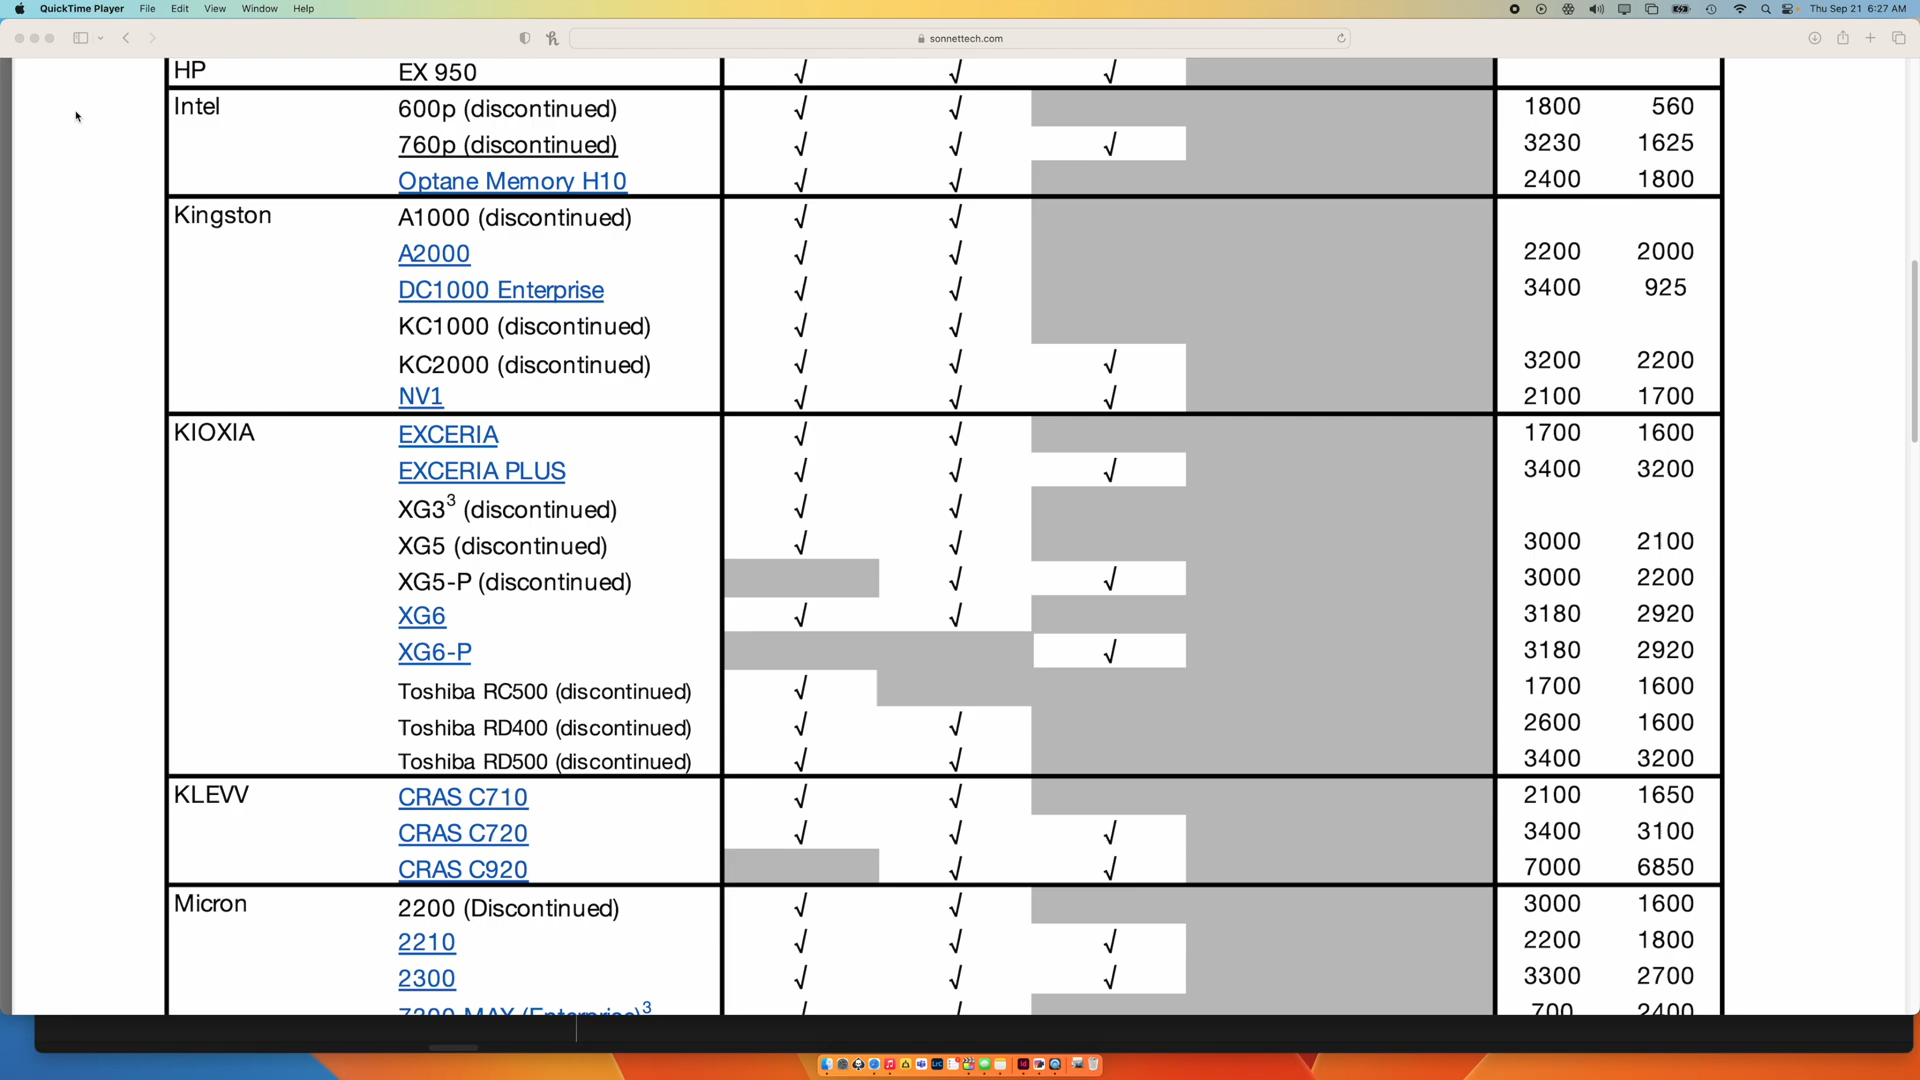 QuickTime Player File Edit View Window Help Thu Sep 21 6:27 AM
sonnettech.com
HP EX 950 √ √ √
Intel 600p (discontinued) √ √ 1800 560
760p (discontinued) √ √ √ 3230 1625
Optane Memory H10 √ √ 2400 1800
Kingston A1000 (discontinued) √ √
A2000 √ √ 2200 2000
DC1000 Enterprise √ √ 3400 925
KC1000 (discontinued) √ √
KC2000 (discontinued) √ √ √ 3200 2200
NV1 √ √ √ 2100 1700
KIOXIA EXCERIA √ √ 1700 1600
EXCERIA PLUS √ √ √ 3400 3200
XG3³ (discontinued) √ √
XG5 (discontinued) √ √ 3000 2100
XG5-P (discontinued) √ √ 3000 2200
XG6 √ √ 3180 2920
XG6-P √ 3180 2920
Toshiba RC500 (discontinued) √ 1700 1600
Toshiba RD400 (discontinued) √ √ 2600 1600
Toshiba RD500 (discontinued) √ √ 3400 3200
KLEVV CRAS C710 √ √ 2100 1650
CRAS C720 √ √ √ 3400 3100
CRAS C920 √ √ 7000 6850
Micron 2200 (Discontinued) √ √ 3000 1600
2210 √ √ √ 2200 1800
2300 √ √ √ 3300 2700
MAX (Enterprise)³ √ √ 700 2400